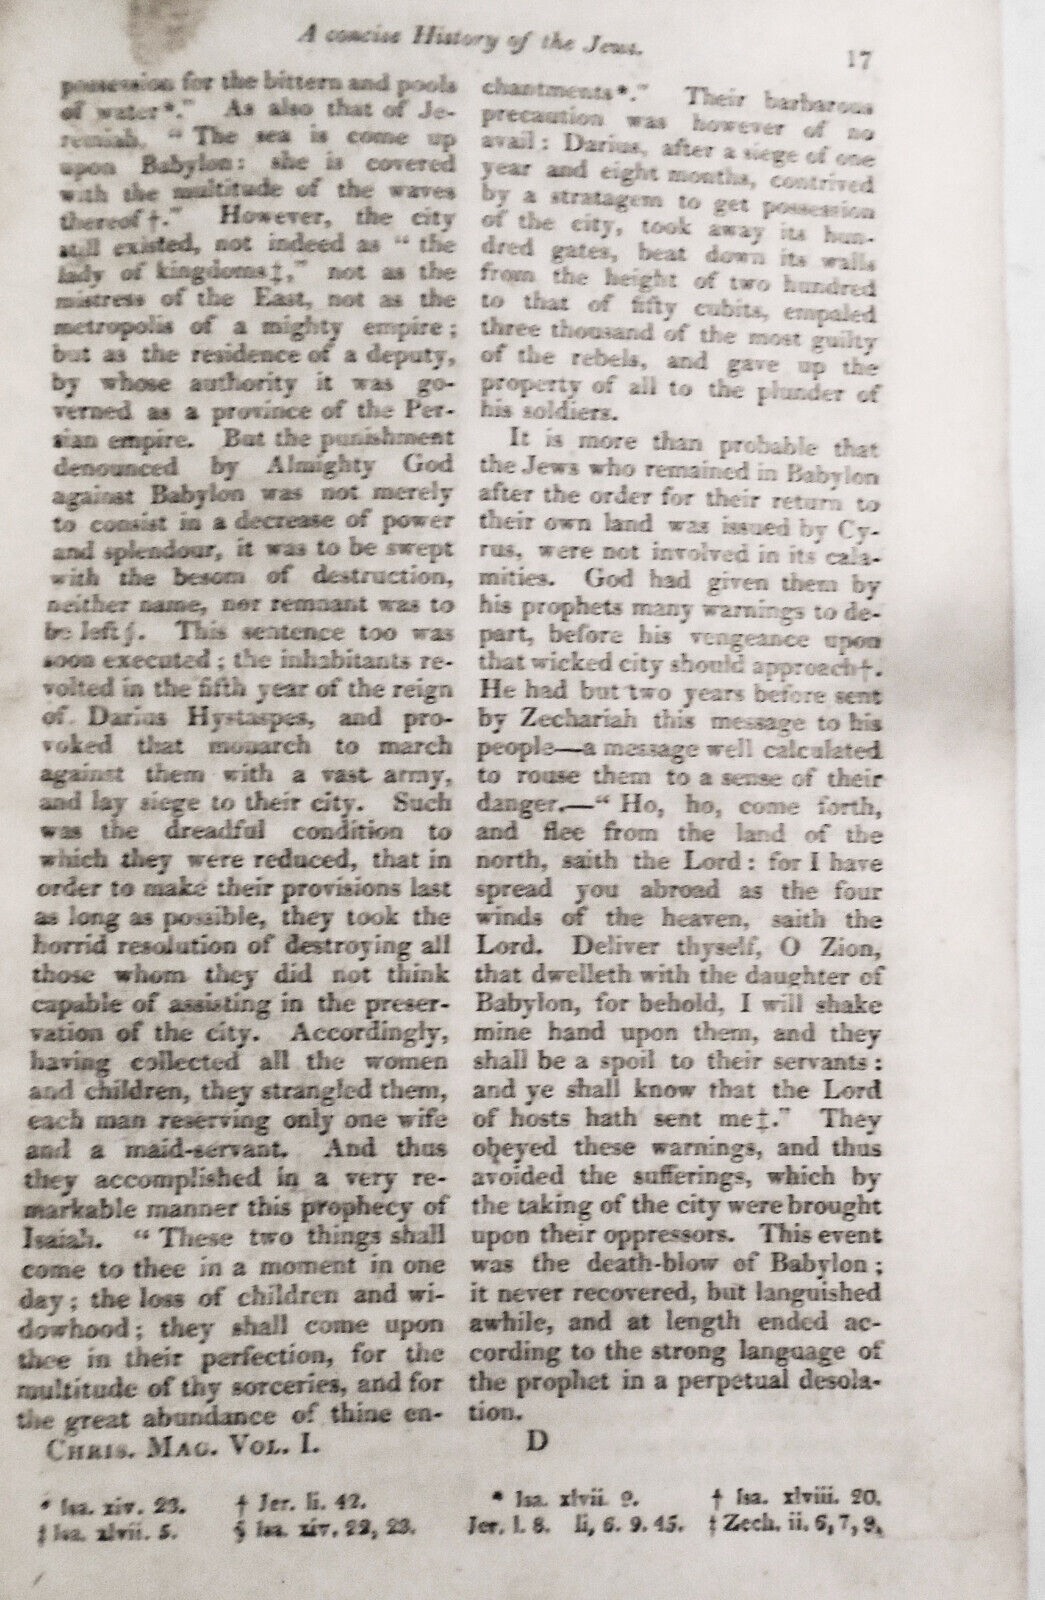 A concise History of the Jews.
17
possession for the bittern and pools
of water*." As also that of Je-
remiah. "The sea is come up
upon Babylon: she is covered
with the multitude of the waves
thereof†." However, the city
still existed, not indeed as "the
lady of kingdoms‡," not as the
mistress of the East, not as the
metropolis of a mighty empire;
but as the residence of a deputy,
by whose authority it was go-
verned as a province of the Per-
sian empire. But the punishment
denounced by Almighty God
against Babylon was not merely
to consist in a decrease of power
and splendour, it was to be swept
with the besom of destruction,
neither name, nor remnant was to
be left§. This sentence too was
soon executed; the inhabitants re-
volted in the fifth year of the reign
of Darius Hystaspes, and pro-
voked that monarch to march
against them with a vast army,
and lay siege to their city. Such
was the dreadful condition to
which they were reduced, that in
order to make their provisions last
as long as possible, they took the
horrid resolution of destroying all
those whom they did not think
capable of assisting in the preser-
vation of the city. Accordingly,
having collected all the women
and children, they strangled them,
each man reserving only one wife
and a maid-servant. And thus
they accomplished in a very re-
markable manner this prophecy of
Isaiah. "These two things shall
come to thee in a moment in one
day; the loss of children and wi-
dowhood; they shall come upon
thee in their perfection, for the
multitude of thy sorceries, and for
the great abundance of thine en-
chantments*." Their barbarous
precaution was however of no
avail: Darius, after a siege of one
year and eight months, contrived
by a stratagem to get possession
of the city, took away its hun-
dred gates, beat down its walls
from the height of two hundred
to that of fifty cubits, empaled
three thousand of the most guilty
of the rebels, and gave up the
property of all to the plunder of
his soldiers.
It is more than probable that
the Jews who remained in Babylon
after the order for their return to
their own land was issued by Cy-
rus, were not involved in its cala-
mities. God had given them by
his prophets many warnings to de-
part, before his vengeance upon
that wicked city should approach†.
He had but two years before sent
by Zechariah this message to his
people—a message well calculated
to rouse them to a sense of their
danger.—"Ho, ho, come forth,
and flee from the land of the
north, saith the Lord: for I have
spread you abroad as the four
winds of the heaven, saith the
Lord. Deliver thyself, O Zion,
that dwelleth with the daughter of
Babylon, for behold, I will shake
mine hand upon them, and they
shall be a spoil to their servants:
and ye shall know that the Lord
of hosts hath sent me‡." They
obeyed these warnings, and thus
avoided the sufferings, which by
the taking of the city were brought
upon their oppressors. This event
was the death-blow of Babylon;
it never recovered, but languished
awhile, and at length ended ac-
cording to the strong language of
the prophet in a perpetual desola-
tion.
CHRIS. MAG. VOL. I. D
* Isa. xiv. 23. † Jer. li. 42.
‡ Isa. xlvii. 5. § Isa. xiv. 22, 23.
* Isa. xlvii. 9. † Isa. xlviii. 20.
Jer. l. 8. li, 6. 9. 45. ‡ Zech. ii. 6, 7, 9.